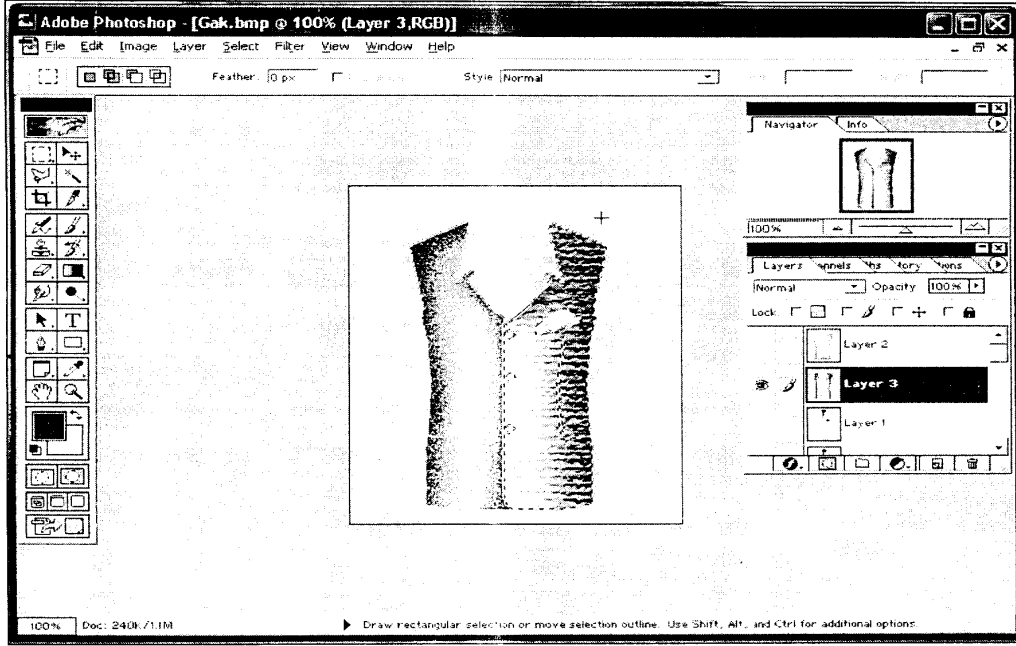 Adobe Photoshop - [Gak.bmp @ 100% (Layer 3,RGB)]
File Edit Image Layer Select Filter View Window Help
Feather: 0 px Style Normal
Navigator Info
100%
Layers
Normal Opacity 100%
Lock
Layer 2
Layer 3
Layer 1
T
100% Doc: 240K/1.1M Draw rectangular selection or move selection outline. Use Shift, Alt, and Ctrl for additional options.